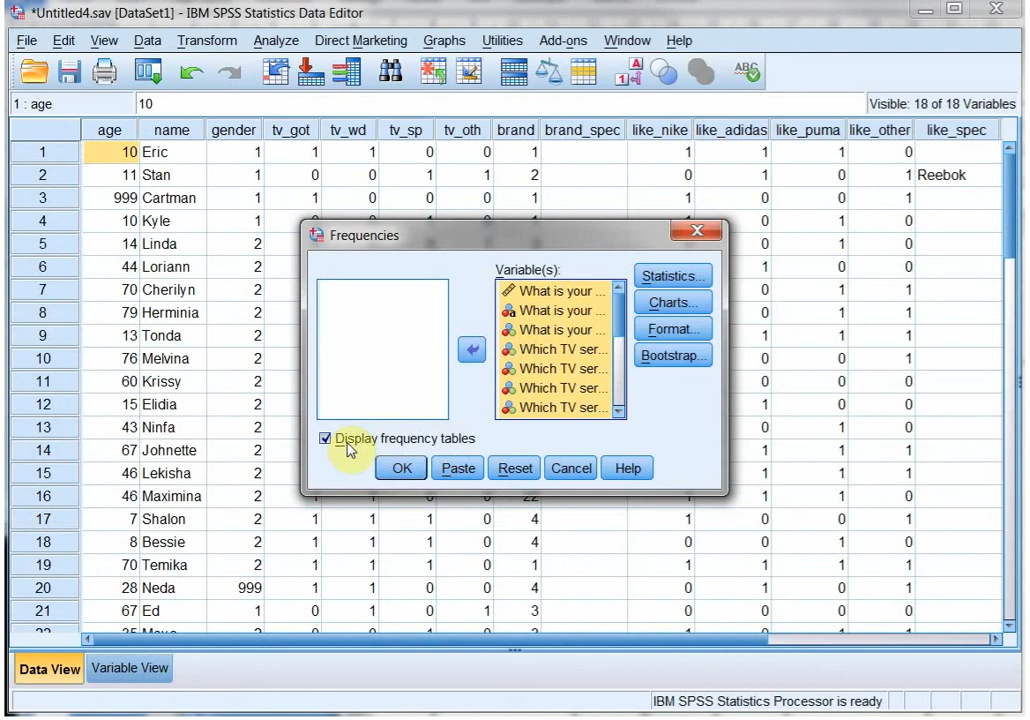 *Untitled4.sav [DataSet1] - IBM SPSS Statistics Data Editor
File Edit View Data Transform Analyze Direct Marketing Graphs Utilities Add-ons Window Help
1 : age 10 Visible: 18 of 18 Variables
age name gender tv_got tv_wd tv_sp tv_oth brand brand_spec like_nike like_adidas like_puma like_other like_spec
1 10 Eric 1 1 1 0 0 1 1 1 1 0
2 11 Stan 1 0 0 1 1 2 0 1 0 1 Reebok
3 999 Cartman 1 1 0 0 0 1 1 0 0 1
4 10 Kyle 1 0 1 0
5 14 Linda 2 0 1 1
6 44 Loriann 2 1 1 1
7 70 Cherilyn 2 0 1 1
8 79 Herminia 2 0 1 1
9 13 Tonda 2 1 1 1
10 76 Melvina 2 0 0 1
11 60 Krissy 2 0 0 1
12 15 Elidia 2 1 0 0
13 43 Ninfa 2 0 0 1
14 67 Johnette 2 1 1 1
15 46 Lekisha 2 1 1 1
16 46 Maximina 2 1 1 1 0 22 0 0 1
17 7 Shalon 2 1 1 1 0 4 1 0 0 1
18 8 Bessie 2 1 1 1 0 4 0 0 1 0
19 70 Temika 2 1 1 1 0 1 1 1 1 1
20 28 Neda 999 1 1 0 0 4 0 1 0 1
21 67 Ed 1 0 1 0 1 3 0 0 0 0
Frequencies
Variable(s):
What is your ...
What is your ...
What is your ...
Which TV ser...
Which TV ser...
Which TV ser...
Which TV ser...
Statistics...
Charts...
Format...
Bootstrap...
Display frequency tables
OK Paste Reset Cancel Help
Data View Variable View
IBM SPSS Statistics Processor is ready